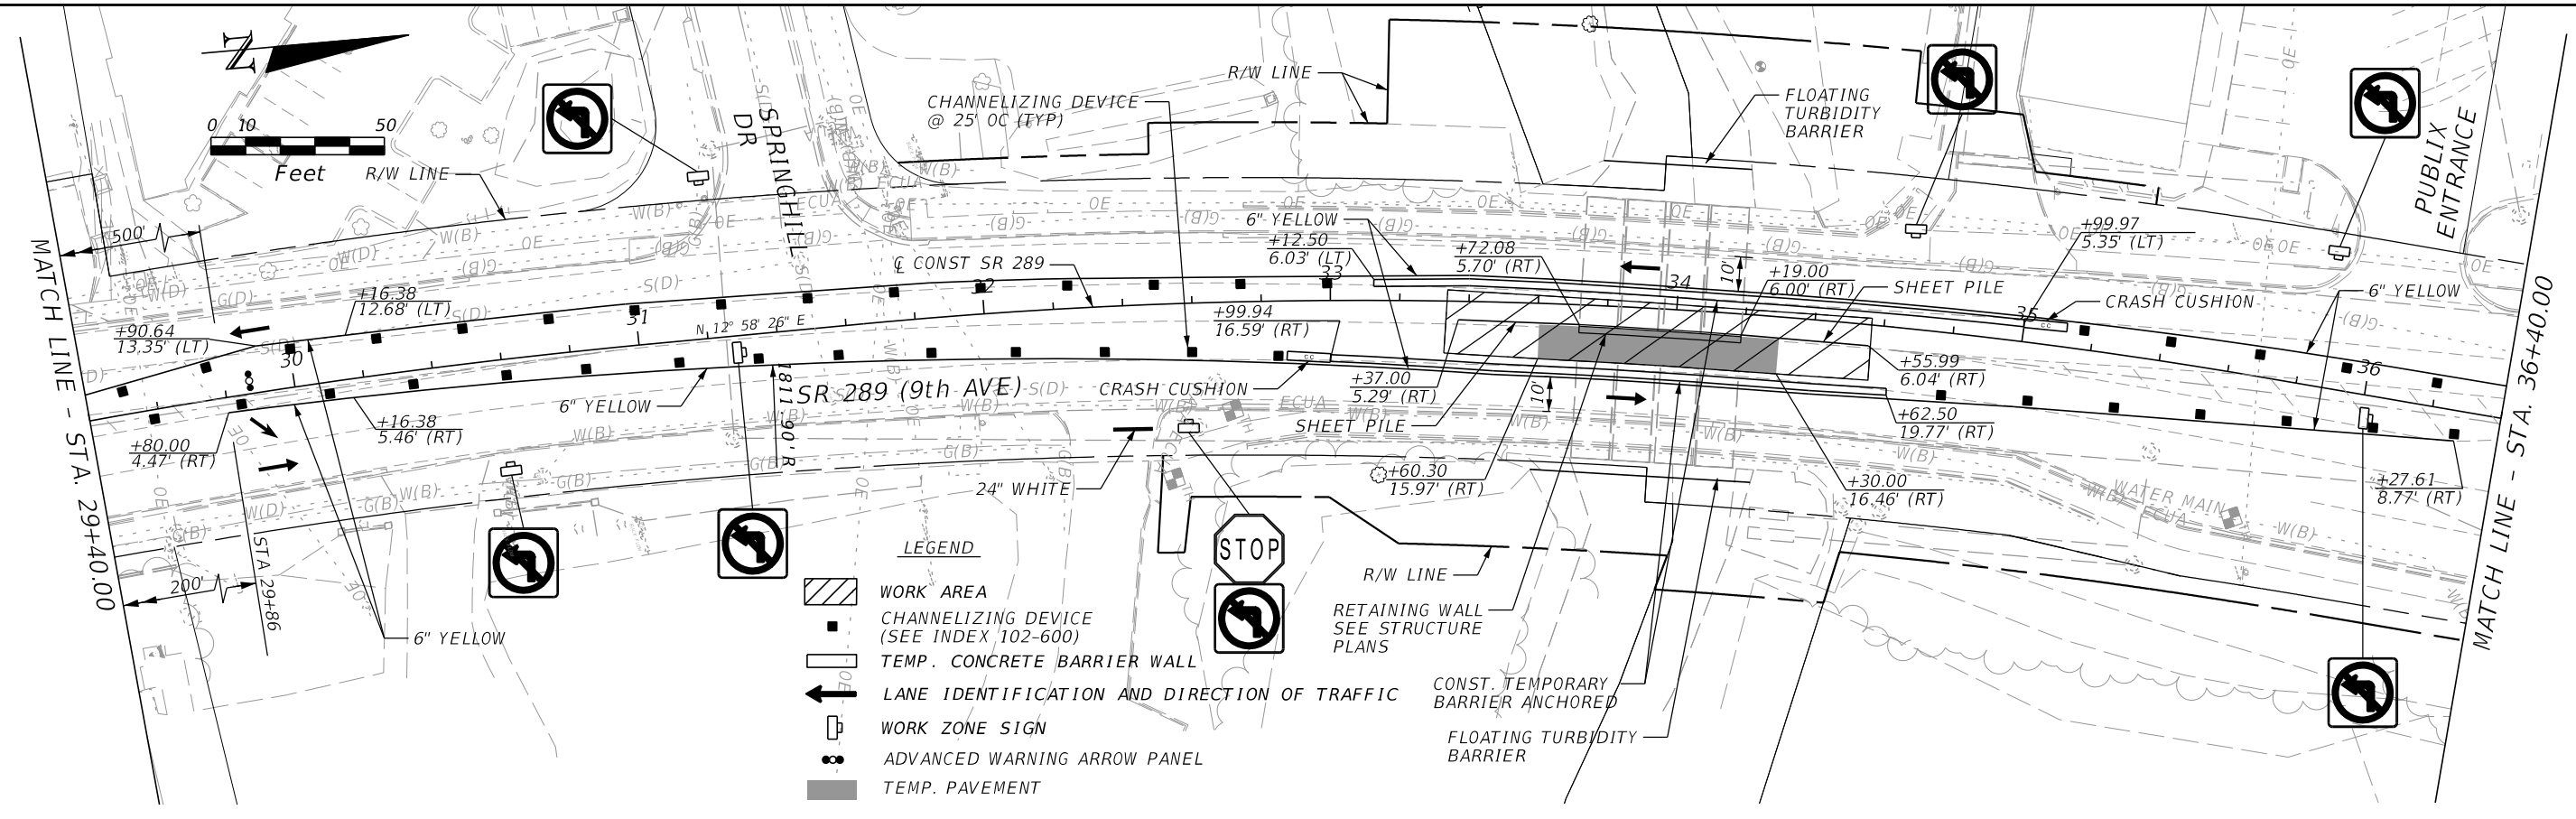 N
0 10 50
Feet
R/W LINE
500'
MATCH LINE - STA. 29+40.00
+90.64
13.35' (LT)
+16.38
12.68' (LT)
30
31
32
33
34
35
36
+80.00
4.47' (RT)
+16.38
5.46' (RT)
200'
STA 29+86
6" YELLOW
SPRINGHILL
DR
CHANNELIZING DEVICE
@ 25' OC (TYP)
R/W LINE
℄ CONST SR 289
N 12° 58' 26" E
1811.90' R
SR 289 (9th AVE)
6" YELLOW
6" YELLOW
+12.50
6.03' (LT)
+99.94
16.59' (RT)
CRASH CUSHION
24" WHITE
+72.08
5.70' (RT)
+37.00
5.29' (RT)
SHEET PILE
+60.30
15.97' (RT)
10'
10'
FLOATING
TURBIDITY
BARRIER
+19.00
6.00' (RT)
SHEET PILE
+99.97
5.35' (LT)
CRASH CUSHION
6" YELLOW
+55.99
6.04' (RT)
+62.50
19.77' (RT)
+30.00
16.46' (RT)
+27.61
8.77' (RT)
PUBLIX
ENTRANCE
MATCH LINE - STA. 36+40.00
WATER MAIN
ECUA
ECUA
ECUA
ECUA
W(B)
W(D)
G(B)
G(D)
S(D)
OE
CC
CC
STOP
R/W LINE
RETAINING WALL
SEE STRUCTURE
PLANS
CONST. TEMPORARY
BARRIER ANCHORED
FLOATING TURBIDITY
BARRIER
LEGEND
WORK AREA
CHANNELIZING DEVICE
(SEE INDEX 102-600)
TEMP. CONCRETE BARRIER WALL
LANE IDENTIFICATION AND DIRECTION OF TRAFFIC
WORK ZONE SIGN
ADVANCED WARNING ARROW PANEL
TEMP. PAVEMENT